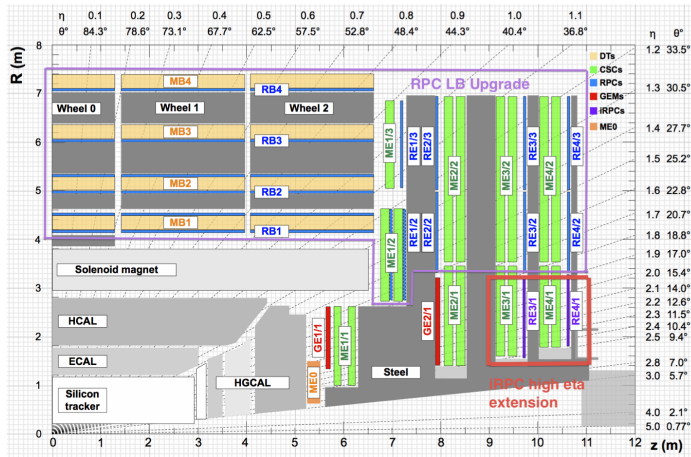 η 0.1 0.2 0.3 0.4 0.5 0.6 0.7 0.8 0.9 1.0 1.1 η θ°
θ° 84.3° 78.6° 73.1° 67.7° 62.5° 57.5° 52.8° 48.4° 44.3° 40.4° 36.8°
R (m)
8
7
6
5
4
3
2
1
0
1.2 33.5°
1.3 30.5°
1.4 27.7°
1.5 25.2°
1.6 22.8°
1.7 20.7°
1.8 18.8°
1.9 17.0°
2.0 15.4°
2.1 14.0°
2.2 12.6°
2.3 11.5°
2.4 10.4°
2.5 9.4°
2.8 7.0°
3.0 5.7°
4.0 2.1°
5.0 0.77°
DTs
CSCs
RPCs
GEMs
iRPCs
ME0
RPC LB Upgrade
MB4
RB4
Wheel 0
Wheel 1
Wheel 2
MB3
RB3
MB2
RB2
MB1
RB1
Solenoid magnet
HCAL
ECAL
Silicon
tracker
HGCAL
Steel
ME0
GE1/1
ME1/1
ME1/2
ME1/3
RE1/3
RE2/3
RE1/2
RE2/2
GE2/1
ME2/1
ME2/2
ME3/2
RE3/3
RE3/2
ME4/2
RE4/3
RE4/2
ME3/1
RE3/1
ME4/1
RE4/1
iRPC high eta
extension
0 1 2 3 4 5 6 7 8 9 10 11 12
z (m)